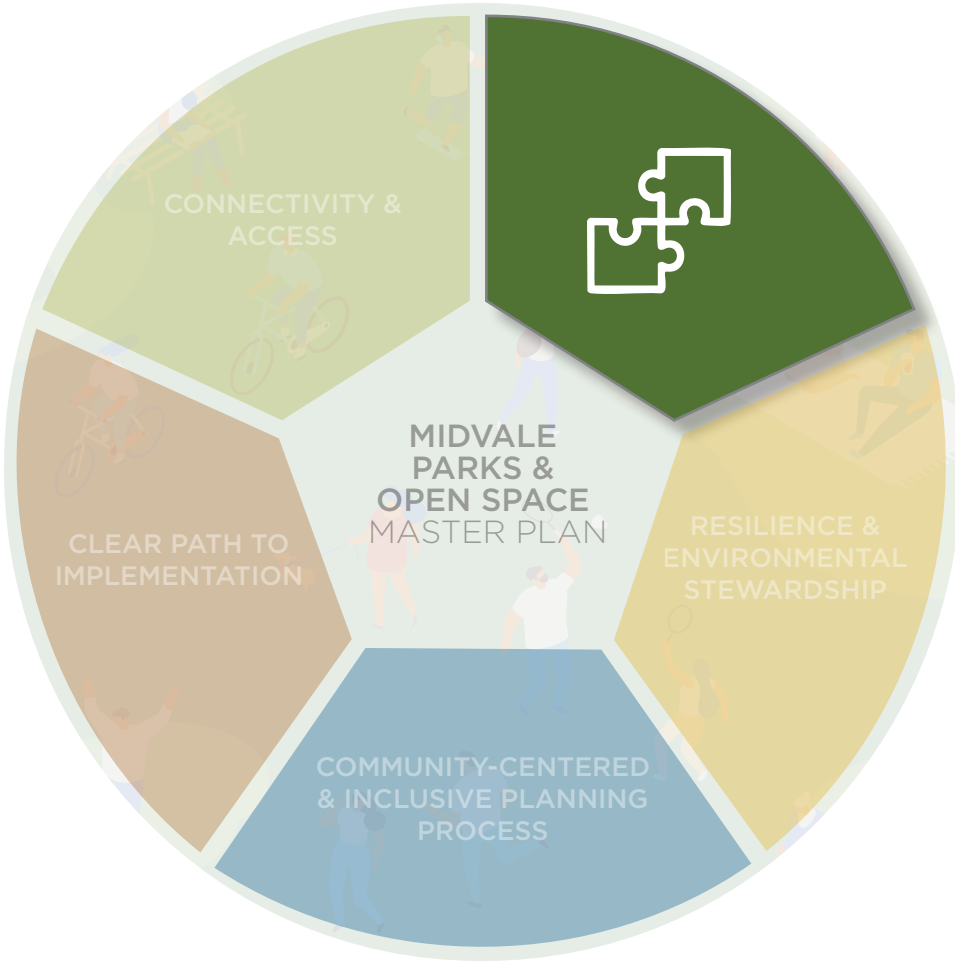 CONNECTIVITY &
ACCESS
MIDVALE
PARKS &
OPEN SPACE
MASTER PLAN
RESILIENCE &
ENVIRONMENTAL
STEWARDSHIP
CLEAR PATH TO
IMPLEMENTATION
COMMUNITY-CENTERED
& INCLUSIVE PLANNING
PROCESS